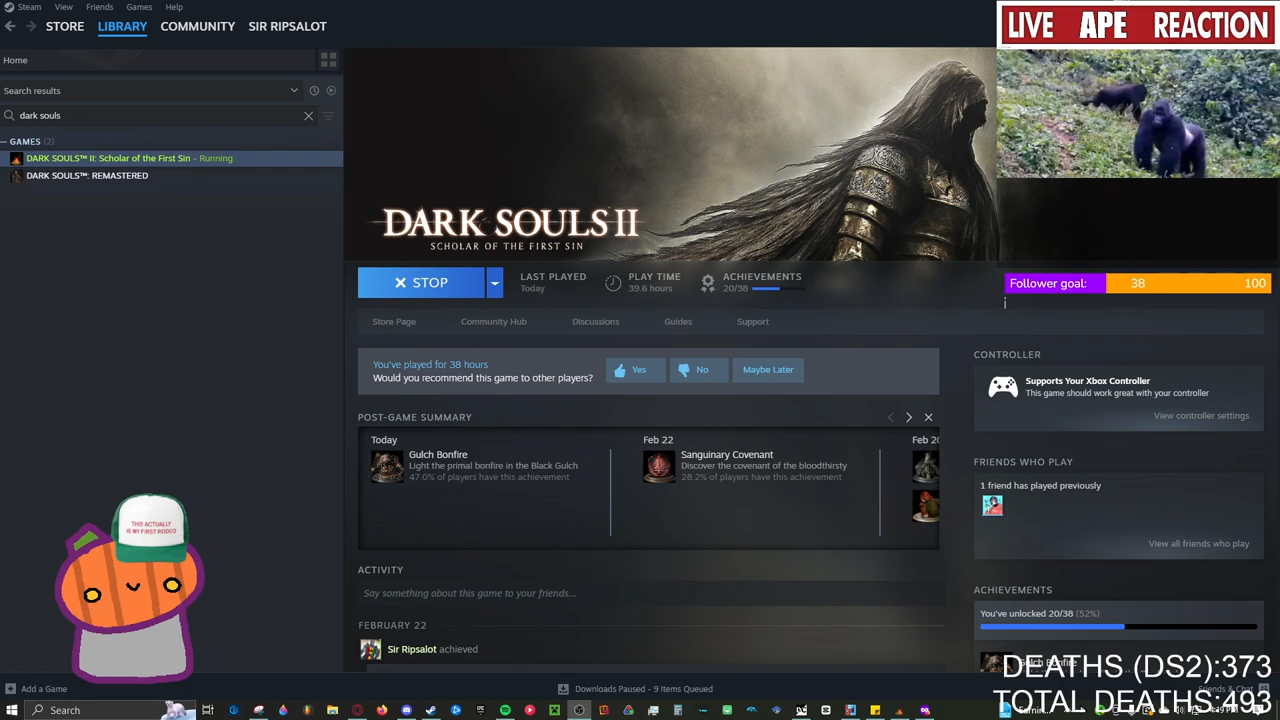 Steam View Friends Games Help
STORE LIBRARY COMMUNITY SIR RIPSALOT
LIVE APE REACTION
Home
Search results
dark souls
GAMES (2)
DARK SOULS™ II: Scholar of the First Sin - Running
DARK SOULS™: REMASTERED
DARK SOULS II
SCHOLAR OF THE FIRST SIN
STOP
LAST PLAYED
Today
PLAY TIME
39.6 hours
ACHIEVEMENTS
20/38
Follower goal: 38 100
Store Page Community Hub Discussions Guides Support
You've played for 38 hours
Would you recommend this game to other players?
Yes No Maybe Later
CONTROLLER
Supports Your Xbox Controller
This game should work great with your controller
View controller settings
POST-GAME SUMMARY
Today
Gulch Bonfire
Light the primal bonfire in the Black Gulch
47.0% of players have this achievement
Feb 22
Sanguinary Covenant
Discover the covenant of the bloodthirsty
28.2% of players have this achievement
Feb 20
FRIENDS WHO PLAY
1 friend has played previously
View all friends who play
THIS ACTUALLY
IS MY FIRST RODEO
ACTIVITY
Say something about this game to your friends...
FEBRUARY 22
Sir Ripsalot achieved
ACHIEVEMENTS
You've unlocked 20/38 (52%)
Gulch Bonfire
DEATHS (DS2):373
TOTAL DEATHS:493
Add a Game
Downloads Paused - 9 Items Queued
Friends & Chat
Search